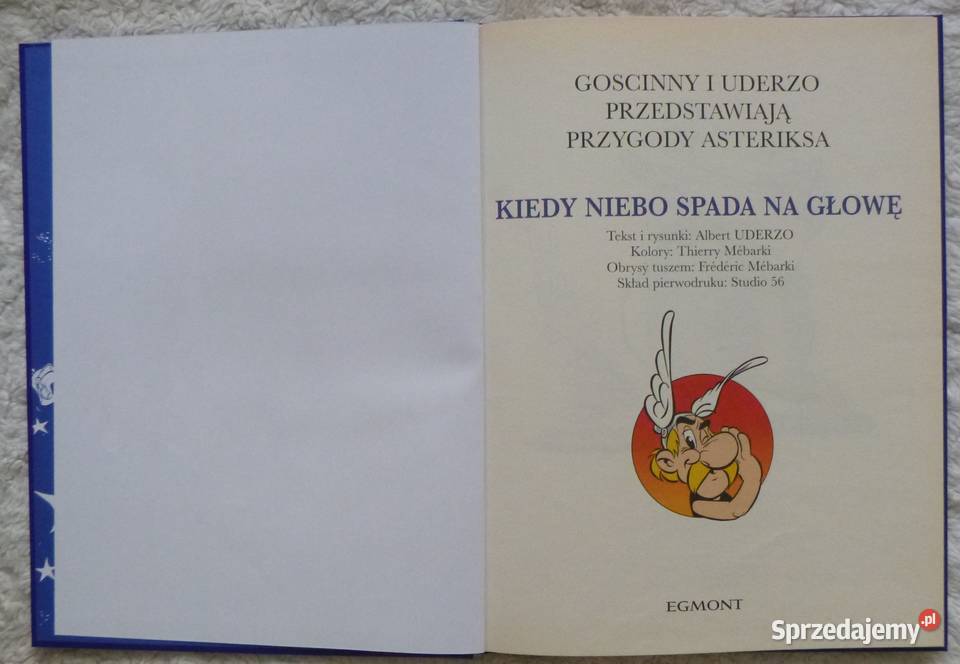 GOSCINNY I UDERZO
PRZEDSTAWIAJĄ
PRZYGODY ASTERIKSA
KIEDY NIEBO SPADA NA GŁOWĘ
Tekst i rysunki: Albert UDERZO
Kolory: Thierry Mébarki
Obrysy tuszem: Frédéric Mébarki
Skład pierwodruku: Studio 56
EGMONT
Sprzedajemy.pl